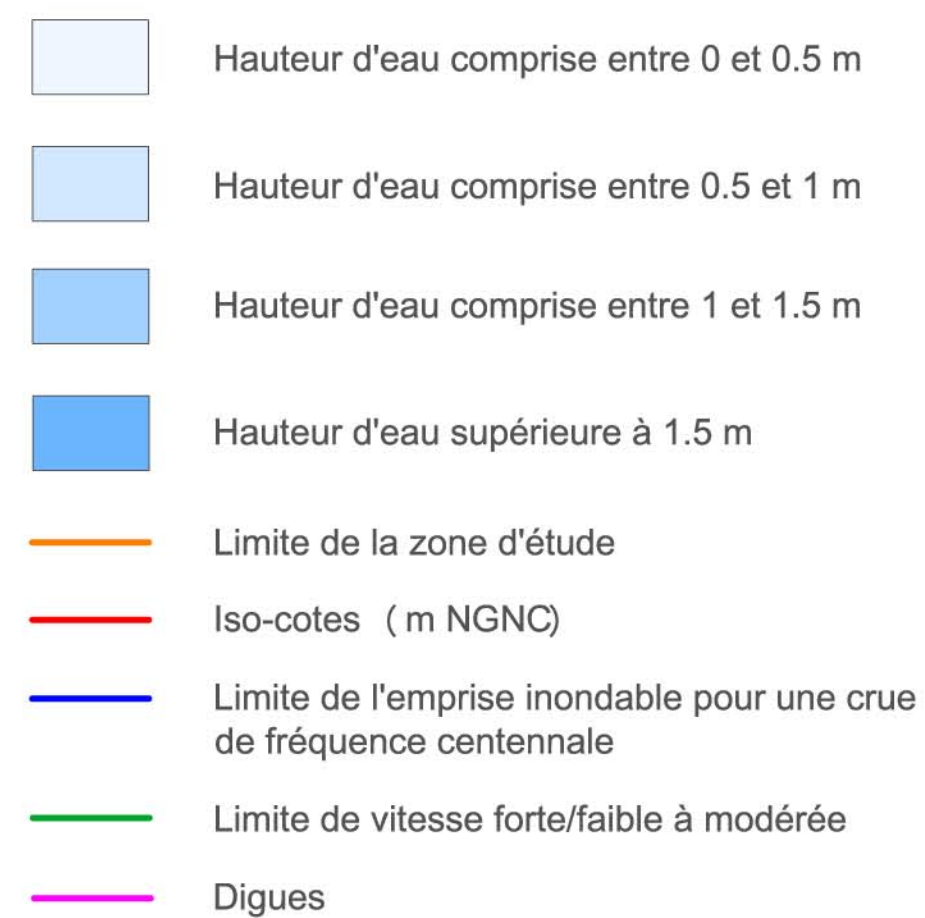 Hauteur d'eau comprise entre 0 et 0.5 m
Hauteur d'eau comprise entre 0.5 et 1 m
Hauteur d'eau comprise entre 1 et 1.5 m
Hauteur d'eau supérieure à 1.5 m
Limite de la zone d'étude
Iso-cotes ( m NGNC)
Limite de l'emprise inondable pour une crue
de fréquence centennale
Limite de vitesse forte/faible à modérée
Digues